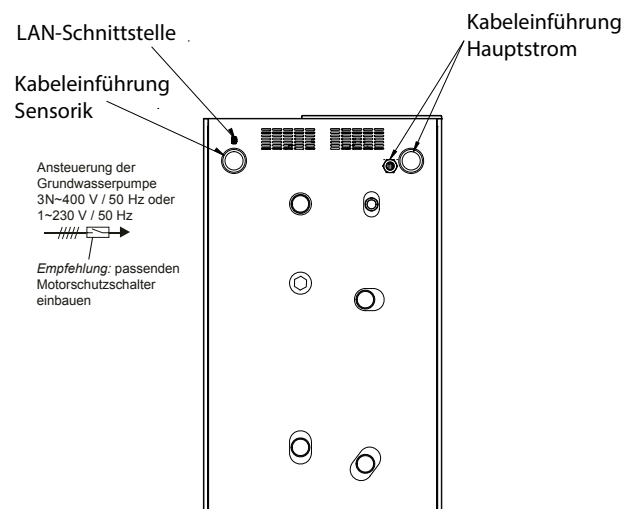 LAN-Schnittstelle
Kabeleinführung
Sensorik
Kabeleinführung
Hauptstrom
Ansteuerung der
Grundwasserpumpe
3N~400 V / 50 Hz oder
1~230 V / 50 Hz
Empfehlung: passenden
Motorschutzschalter
einbauen